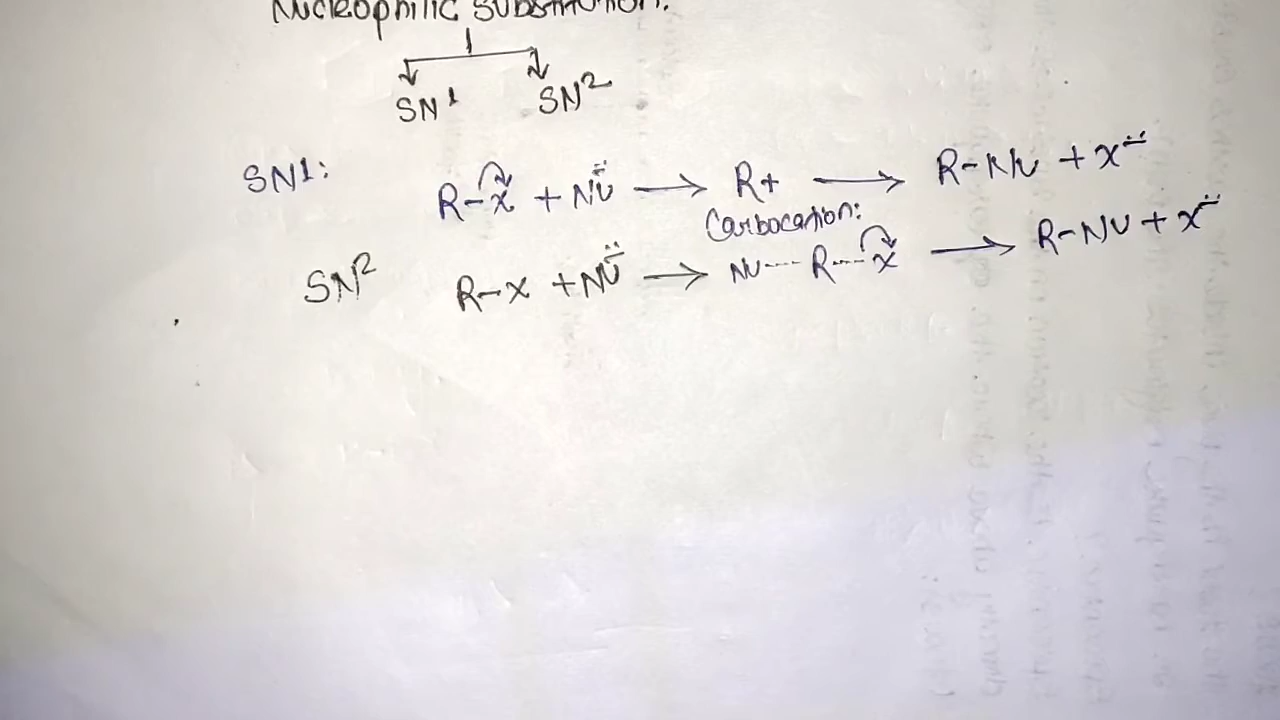 Nucleophilic Substitution.
SN1 SN2
SN1: R-X + Nu:⁻ → R+ → R-Nu + X:⁻
Carbocation:
SN2 R-X + Nu:⁻ → Nu----R----X → R-Nu + X:⁻